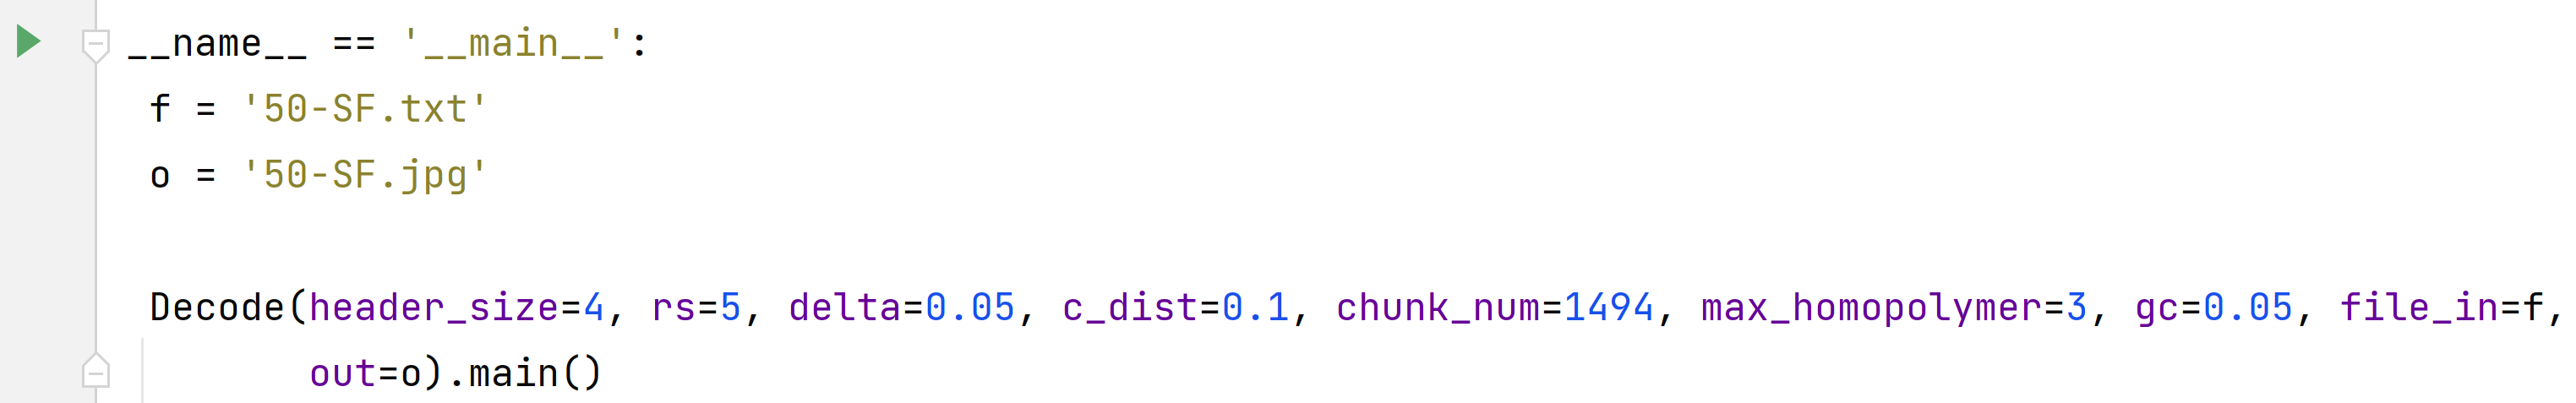 __name__ == '__main__':
f = '50-SF.txt'
o = '50-SF.jpg'
Decode(header_size=4, rs=5, delta=0.05, c_dist=0.1, chunk_num=1494, max_homopolymer=3, gc=0.05, file_in=f,
out=o).main()